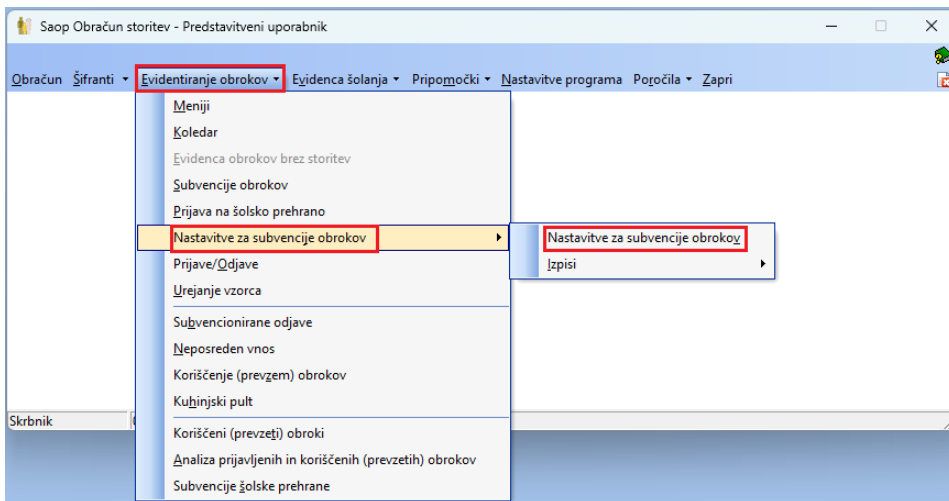 Saop Obračun storitev - Predstavitveni uporabnik
Obračun Šifranti Evidentiranje obrokov Evidenca šolanja Pripomočki Nastavitve programa Poročila Zapri
Meniji
Koledar
Evidenca obrokov brez storitev
Subvencije obrokov
Prijava na šolsko prehrano
Nastavitve za subvencije obrokov
Nastavitve za subvencije obrokov
Prijave/Odjave
Izpisi
Urejanje vzorca
Subvencionirane odjave
Neposreden vnos
Koriščenje (prevzem) obrokov
Kuhinjski pult
Skrbnik
Koriščeni (prevzeti) obroki
Analiza prijavljenih in koriščenih (prevzetih) obrokov
Subvencije šolske prehrane